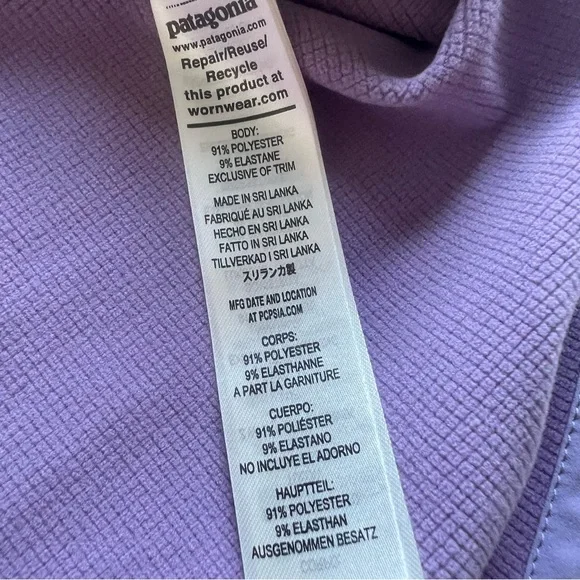 patagonia
www.patagonia.com
Repair/Reuse/
Recycle
this product at
wornwear.com
BODY:
91% POLYESTER
9% ELASTANE
EXCLUSIVE OF TRIM
MADE IN SRI LANKA
FABRIQUÉ AU SRI LANKA
HECHO EN SRI LANKA
FATTO IN SRI LANKA
TILLVERKAD I SRI LANKA
スリランカ製
MFG DATE AND LOCATION
AT PCPSIA.COM
CORPS:
91% POLYESTER
9% ELASTHANNE
A PART LA GARNITURE
CUERPO:
91% POLIÉSTER
9% ELASTANO
NO INCLUYE EL ADORNO
HAUPTTEIL:
91% POLYESTER
9% ELASTHAN
AUSGENOMMEN BESATZ